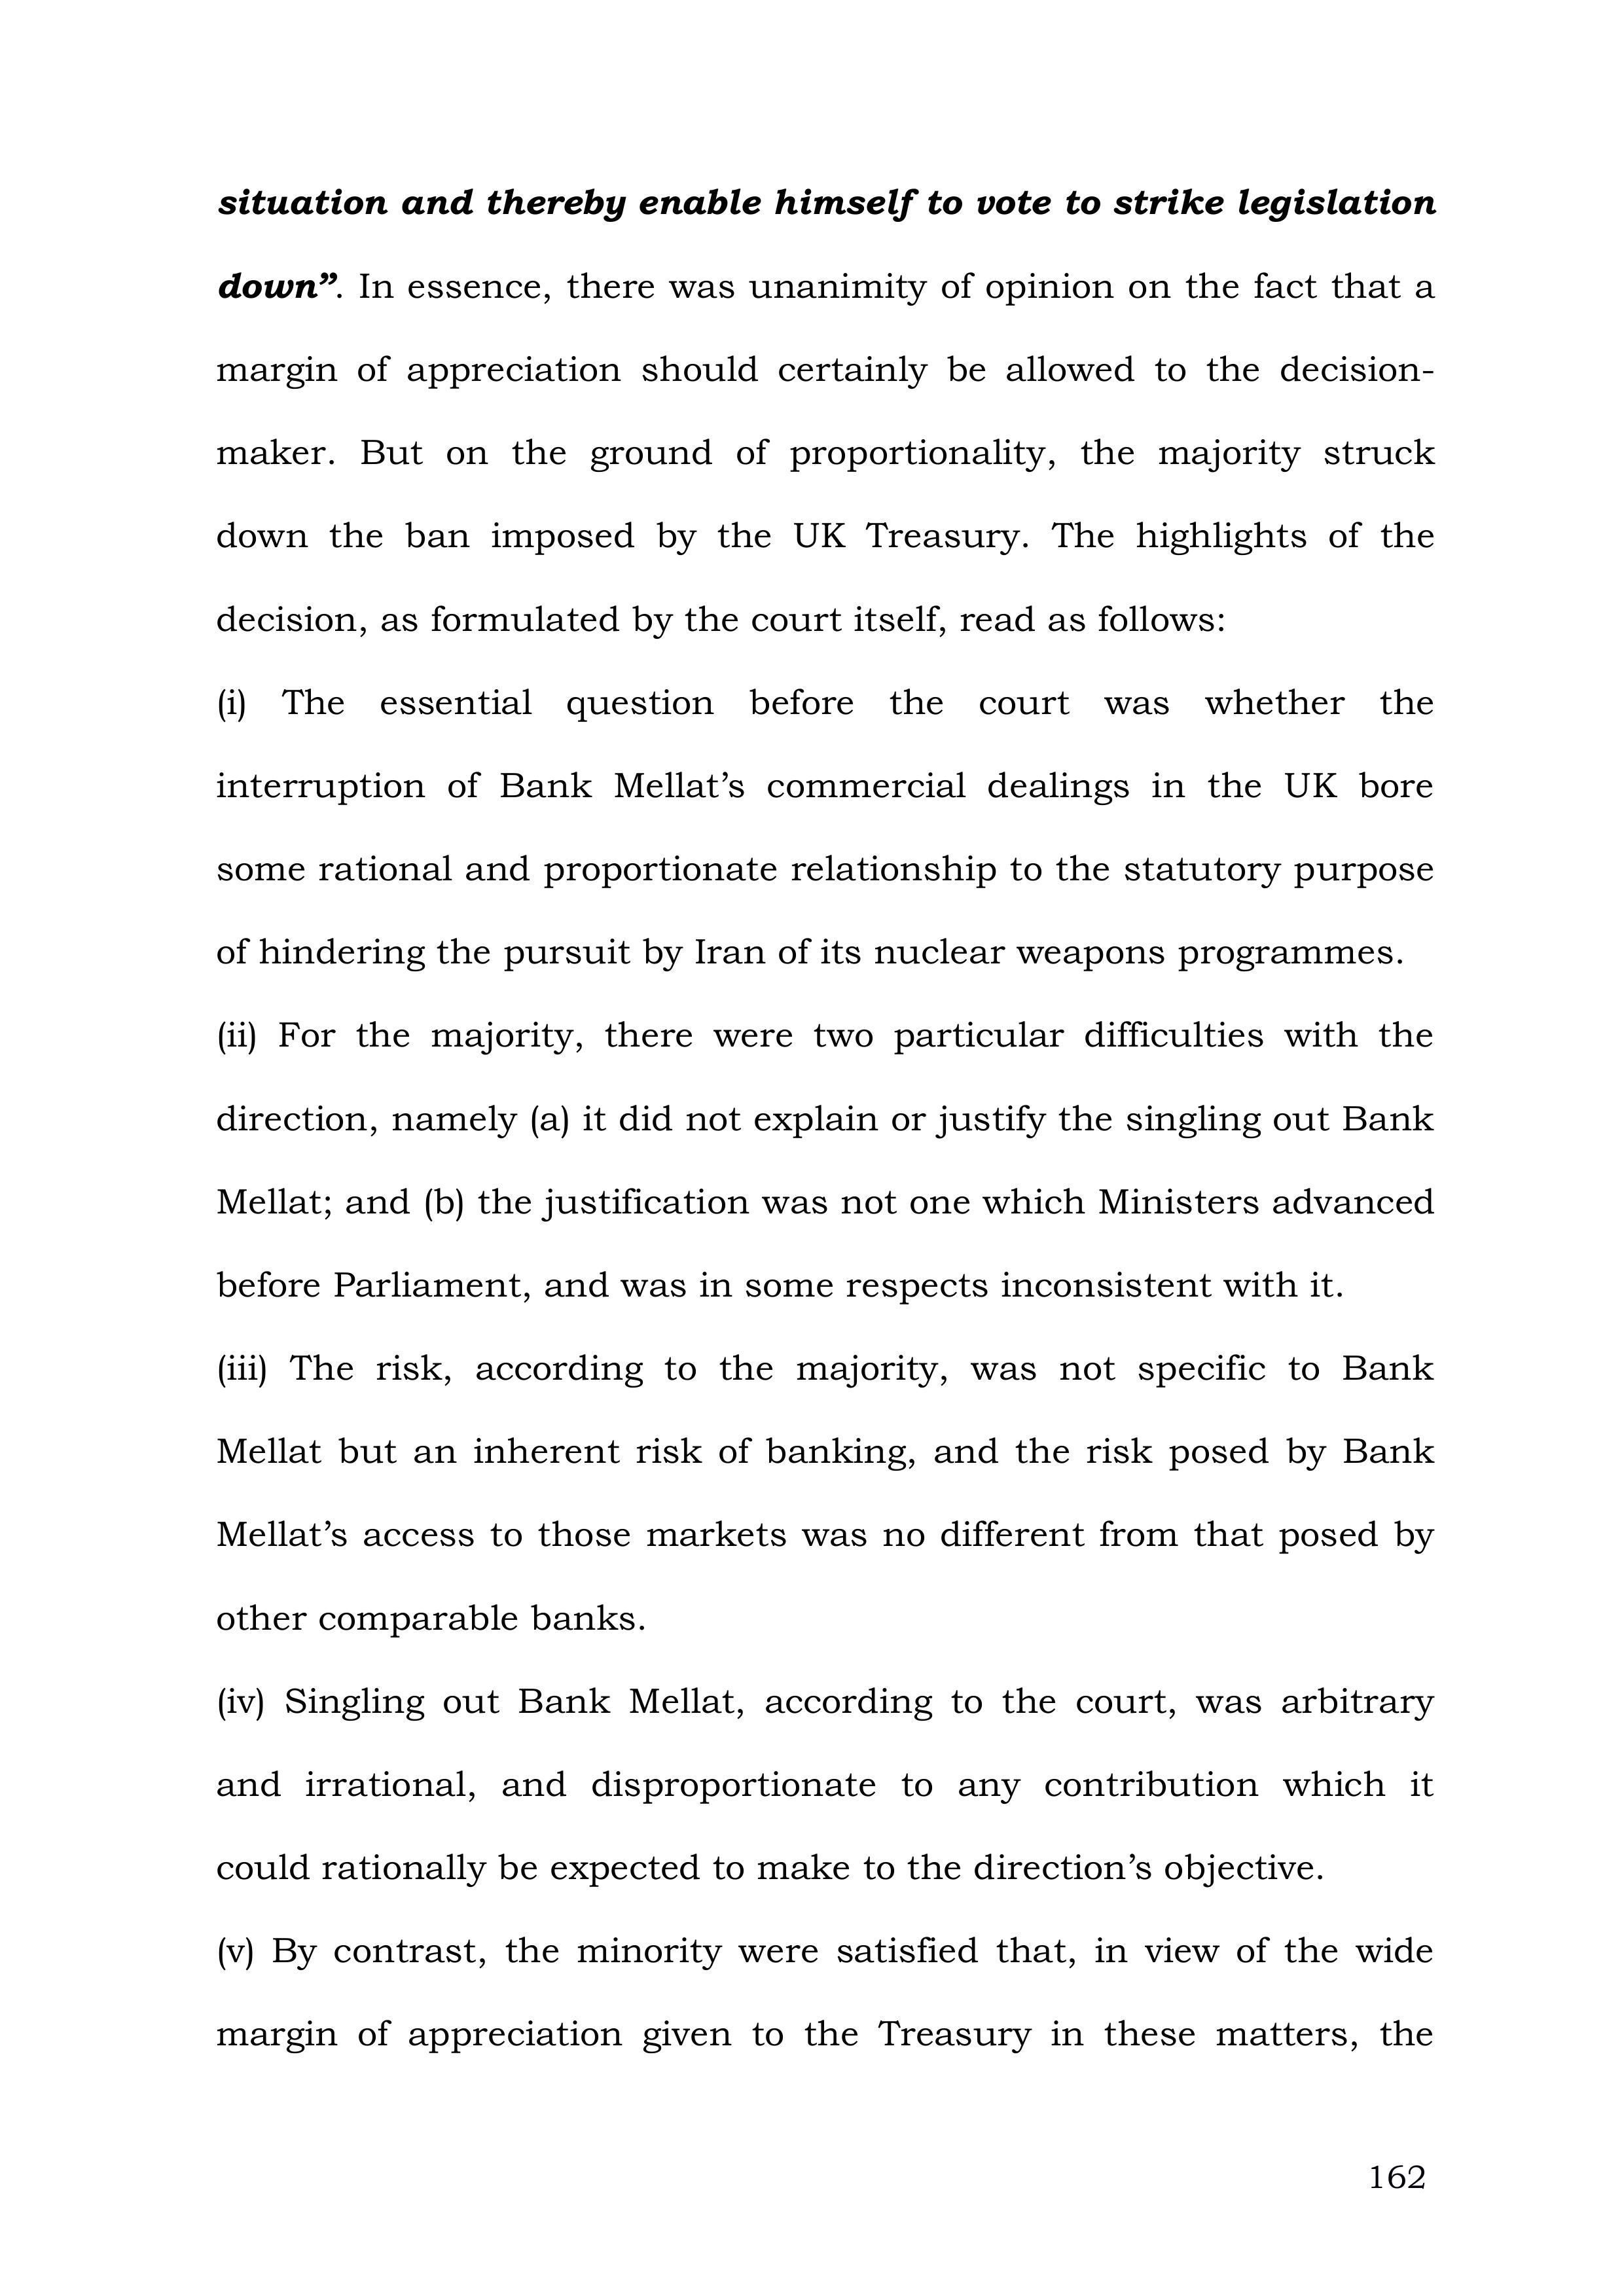 situation and thereby enable himself to vote to strike legislation
down”. In essence, there was unanimity of opinion on the fact that a
margin of appreciation should certainly be allowed to the decision-
maker. But on the ground of proportionality, the majority struck
down the ban imposed by the UK Treasury. The highlights of the
decision, as formulated by the court itself, read as follows:
(i) The essential question before the court was whether the
interruption of Bank Mellat’s commercial dealings in the UK bore
some rational and proportionate relationship to the statutory purpose
of hindering the pursuit by Iran of its nuclear weapons programmes.
(ii) For the majority, there were two particular difficulties with the
direction, namely (a) it did not explain or justify the singling out Bank
Mellat; and (b) the justification was not one which Ministers advanced
before Parliament, and was in some respects inconsistent with it.
(iii) The risk, according to the majority, was not specific to Bank
Mellat but an inherent risk of banking, and the risk posed by Bank
Mellat’s access to those markets was no different from that posed by
other comparable banks.
(iv) Singling out Bank Mellat, according to the court, was arbitrary
and irrational, and disproportionate to any contribution which it
could rationally be expected to make to the direction’s objective.
(v) By contrast, the minority were satisfied that, in view of the wide
margin of appreciation given to the Treasury in these matters, the
162